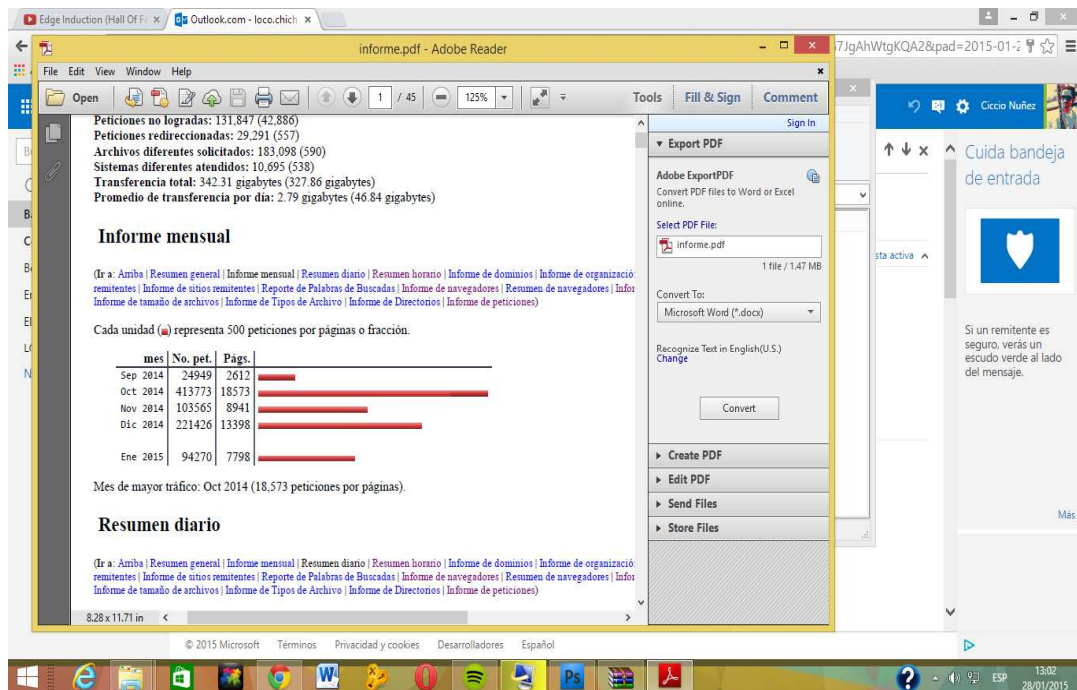 Edge Induction (Hall Of F
Outlook.com - loco.chich
informe.pdf - Adobe Reader
7JgAhWtgKQA2&pad=2015-01-2
File Edit View Window Help
Open 1 / 45 125% Tools Fill & Sign Comment
Ciccio Nuñez
Sign In
Peticiones no logradas: 131,847 (42,886)
Peticiones redireccionadas: 29,291 (557)
Archivos diferentes solicitados: 183,098 (590)
Sistemas diferentes atendidos: 10,695 (538)
Transferencia total: 342.31 gigabytes (327.86 gigabytes)
Promedio de transferencia por día: 2.79 gigabytes (46.84 gigabytes)
Informe mensual
(Ir a: Arriba | Resumen general | Informe mensual | Resumen diario | Resumen horario | Informe de dominios | Informe de organizació
remitentes | Informe de sitios remitentes | Reporte de Palabras de Buscadas | Informe de navegadores | Resumen de navegadores | Infor
Informe de tamaño de archivos | Informe de Tipos de Archivo | Informe de Directorios | Informe de peticiones)
Cada unidad ( ) representa 500 peticiones por páginas o fracción.
mes No. pet. Págs.
Sep 2014 24949 2612
Oct 2014 413773 18573
Nov 2014 103565 8941
Dic 2014 221426 13398
Ene 2015 94270 7798
Mes de mayor tráfico: Oct 2014 (18,573 peticiones por páginas).
Resumen diario
(Ir a: Arriba | Resumen general | Informe mensual | Resumen diario | Resumen horario | Informe de dominios | Informe de organizació
remitentes | Informe de sitios remitentes | Reporte de Palabras de Buscadas | Informe de navegadores | Resumen de navegadores | Infor
Informe de tamaño de archivos | Informe de Tipos de Archivo | Informe de Directorios | Informe de peticiones)
8.28 x 11.71 in
Export PDF
Adobe ExportPDF
Convert PDF files to Word or Excel
online.
Select PDF File:
informe.pdf
1 file / 1.47 MB
Convert To:
Microsoft Word (*.docx)
Recognize Text in English(U.S.)
Change
Convert
Create PDF
Edit PDF
Send Files
Store Files
sta activa
Cuida bandeja
de entrada
Si un remitente es
seguro, verás un
escudo verde al lado
del mensaje.
Más
© 2015 Microsoft Términos Privacidad y cookies Desarrolladores Español
ESP
13:02
28/01/2015